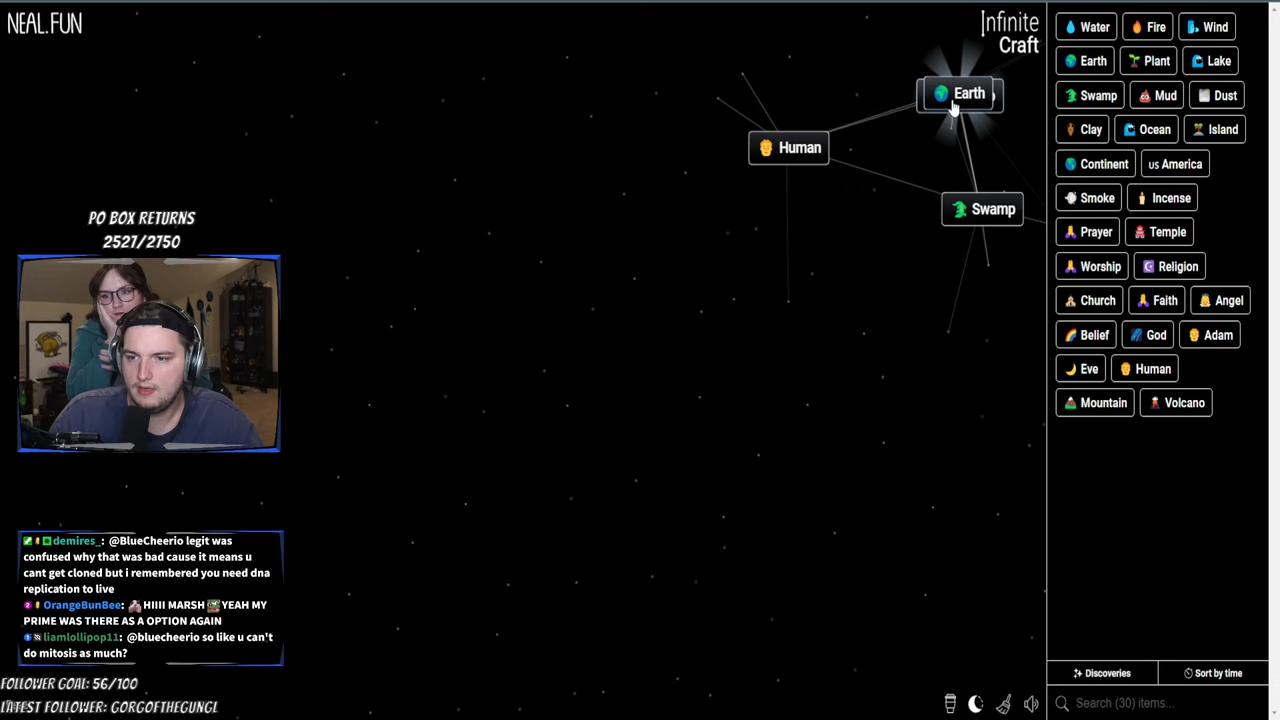 NEAL.FUN
Infinite
Craft
Earth
Human
Swamp
Water Fire Wind
Earth Plant Lake
Swamp Mud Dust
Clay Ocean Island
Continent US America
Smoke Incense
Prayer Temple
Worship Religion
Church Faith Angel
Belief God Adam
Eve Human
Mountain Volcano
PO BOX RETURNS
2527/2750
demires_: @BlueCheerio legit was
confused why that was bad cause it means u
cant get cloned but i remembered you need dna
replication to live
OrangeBunBee: HIIII MARSH YEAH MY
PRIME WAS THERE AS A OPTION AGAIN
liamlollipop11: @bluecheerio so like u can't
do mitosis as much?
FOLLOWER GOAL: 56/100
LATEST FOLLOWER: GORGOFTHEGUNGL
Discoveries Sort by time
Search (30) items...